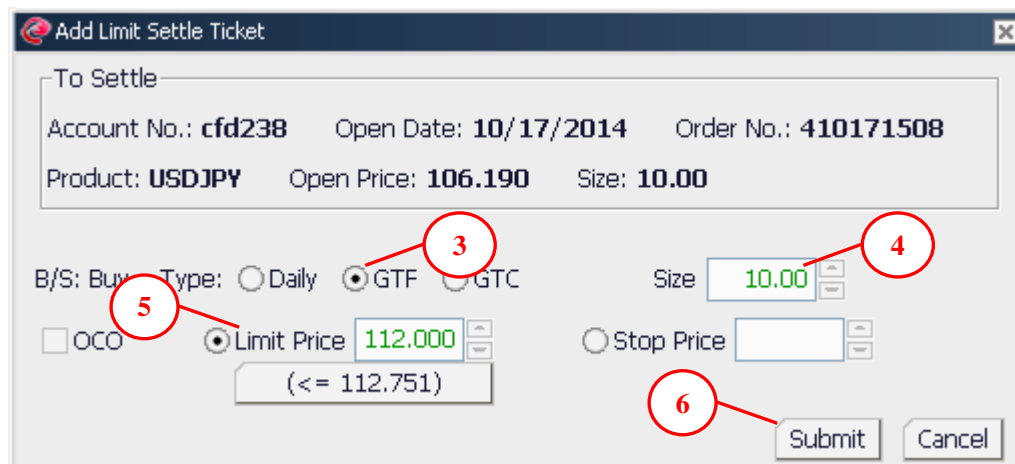 Add Limit Settle Ticket
To Settle
Account No.: cfd238 Open Date: 10/17/2014 Order No.: 410171508
Product: USDJPY Open Price: 106.190 Size: 10.00
3
4
B/S: Buy Type: Daily GTF GTC Size 10.00
5
OCO Limit Price 112.000 Stop Price
(<= 112.751)
6
Submit Cancel